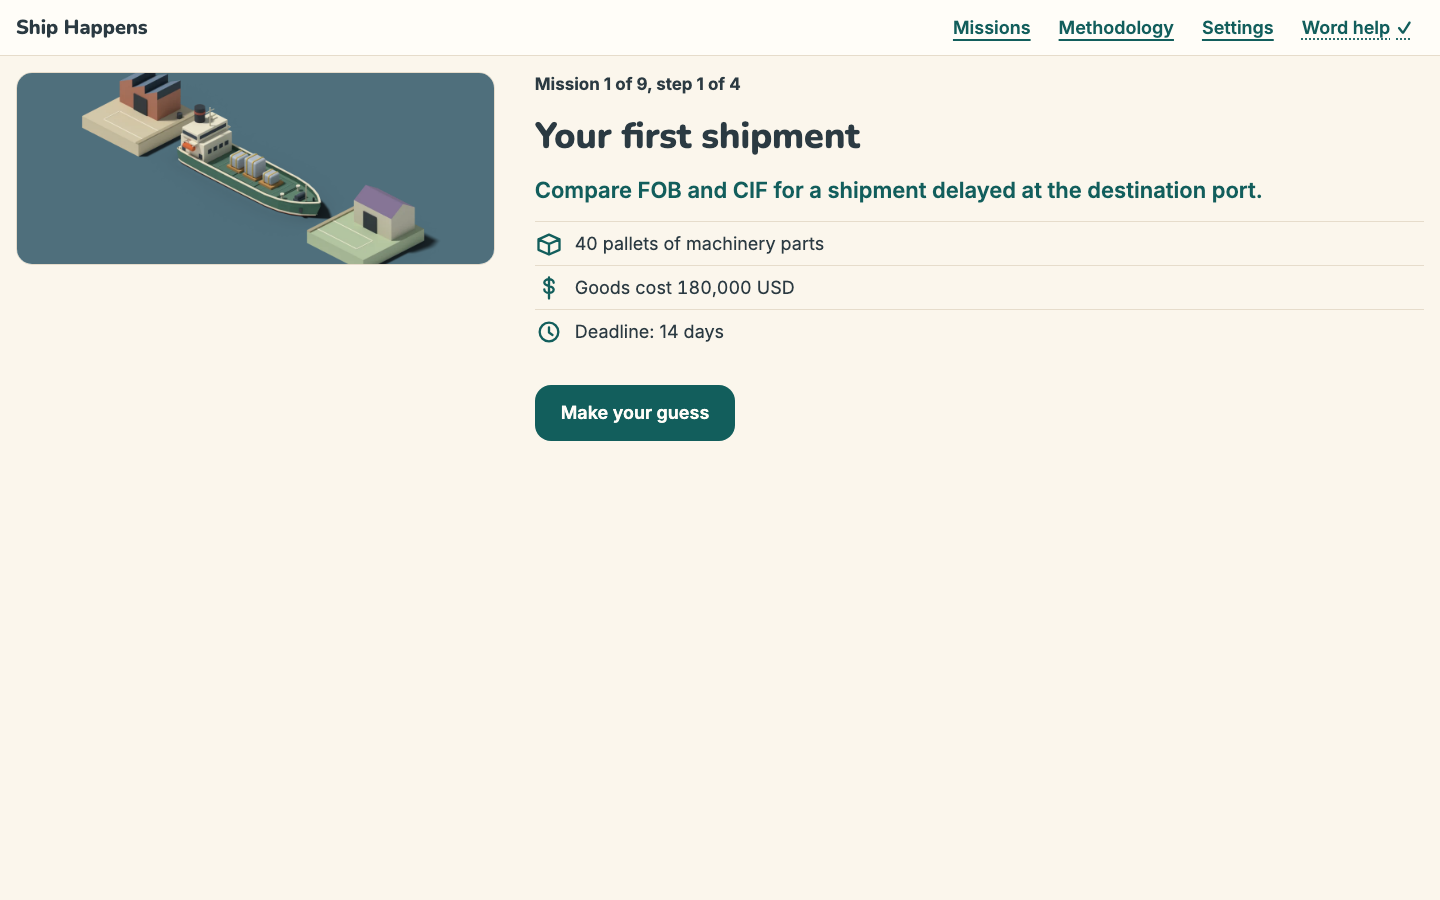 Ship Happens
Missions
Methodology
Settings
Word help
Mission 1 of 9, step 1 of 4
Your first shipment
Compare FOB and CIF for a shipment delayed at the destination port.
40 pallets of machinery parts
Goods cost 180,000 USD
Deadline: 14 days
Make your guess